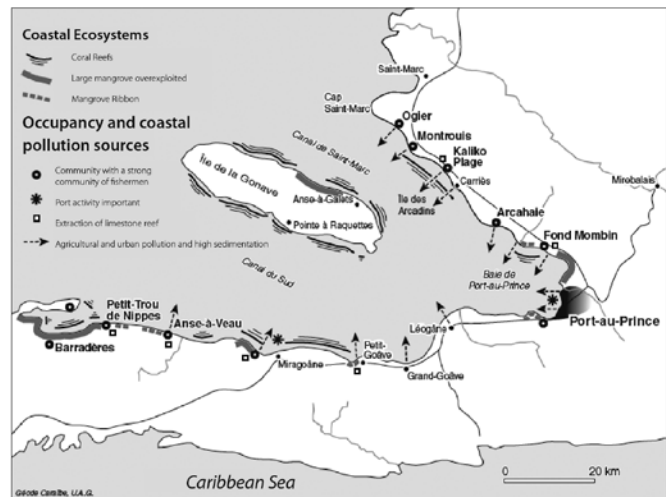 Coastal Ecosystems
Coral Reefs
Large mangrove overexploited
Mangrove Ribbon
Occupancy and coastal
pollution sources
Community with a strong
community of fishermen
Port activity important
Extraction of limestone reef
Agricultural and urban pollution and high sedimentation
Saint-Marc
Cap
Saint-Marc
Ogier
Montrouis
Kaliko
Plage
Canal de Saint-Marc
Île de la Gonave
Anse-à-Galets
Pointe à Raquettes
Carriès
Île des
Arcadins
Mirebalais
Arcahaie
Fond Mombin
Canal du Sud
Baie de
Port-au-Prince
Port-au-Prince
Petit-Trou
de Nippes
Anse-à-Veau
Barradères
Miragoâne
Petit-
Goâve
Léogâne
Grand-Goâve
Caribbean Sea
0
20 km
Géode Caraïbe, U.A.G.